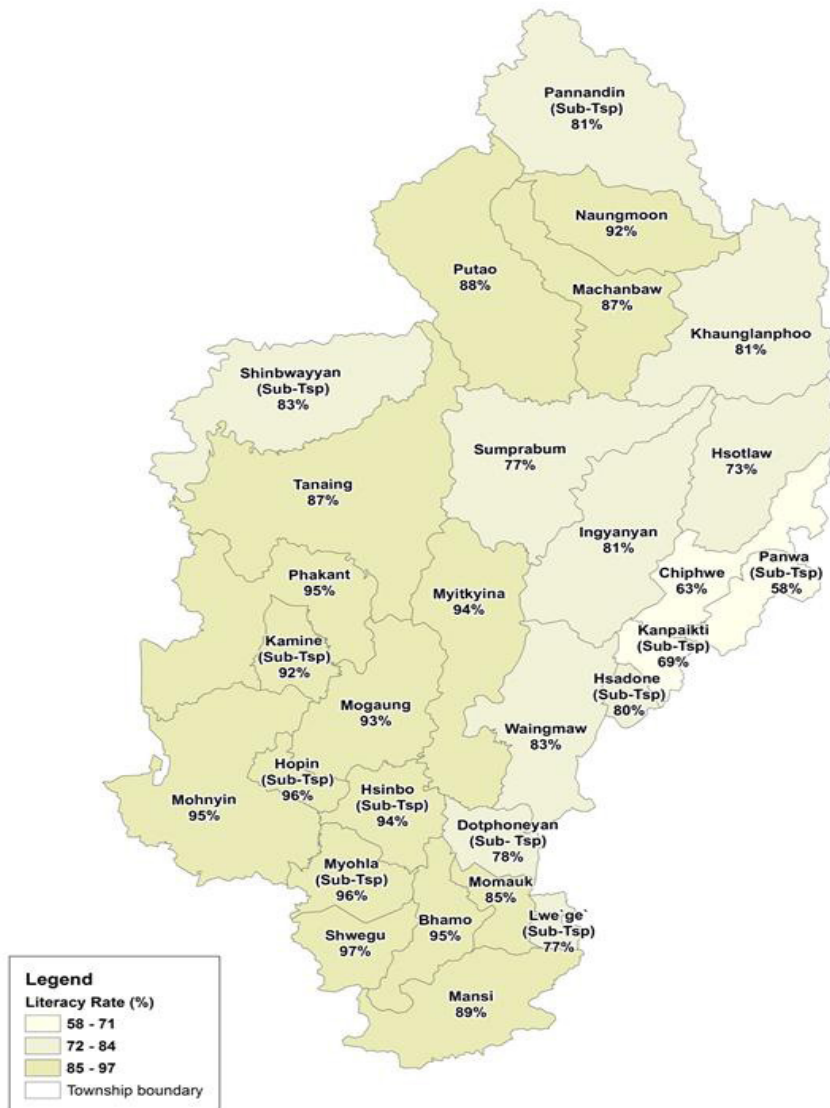 Pannandin
(Sub-Tsp)
81%
Naungmoon
92%
Putao
88%
Machanbaw
87%
Khaunglanphoo
81%
Shinbwayyan
(Sub-Tsp)
83%
Sumprabum
77%
Hsotlaw
73%
Tanaing
87%
Ingyanyan
81%
Panwa
(Sub-Tsp)
58%
Chiphwe
63%
Phakant
95%
Myitkyina
94%
Kanpaikti
(Sub-Tsp)
69%
Kamine
(Sub-Tsp)
92%
Hsadone
(Sub-Tsp)
80%
Mogaung
93%
Waingmaw
83%
Hopin
(Sub-Tsp)
96%
Mohnyin
95%
Hsinbo
(Sub-Tsp)
94%
Dotphoneyan
(Sub- Tsp)
78%
Myohla
(Sub-Tsp)
96%
Momauk
85%
Lwe`ge`
(Sub-Tsp)
77%
Bhamo
95%
Shwegu
97%
Mansi
89%
Legend
Literacy Rate (%)
58 - 71
72 - 84
85 - 97
Township boundary